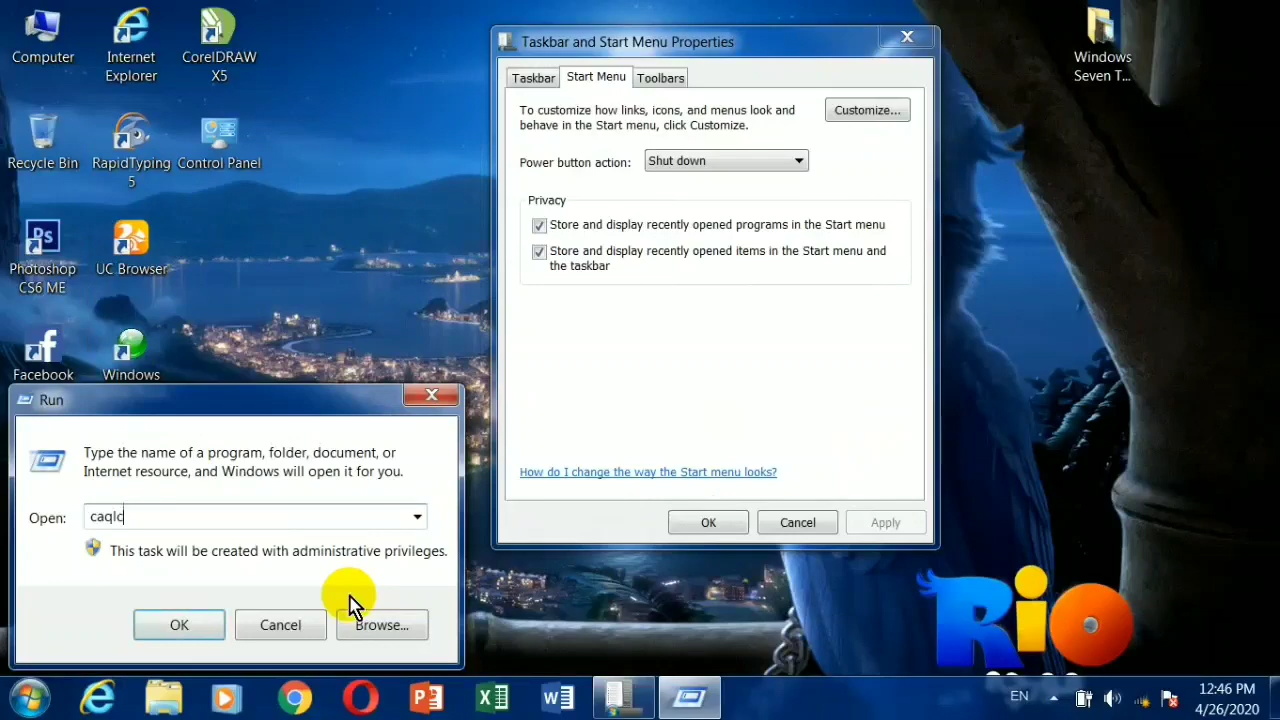 Computer
Internet
Explorer
CorelDRAW
X5
Recycle Bin
RapidTyping
5
Control Panel
Photoshop
CS6 ME
UC Browser
Facebook
Windows
Windows
Seven T...
Taskbar and Start Menu Properties
Taskbar
Start Menu
Toolbars
To customize how links, icons, and menus look and
behave in the Start menu, click Customize.
Customize...
Power button action:
Shut down
Privacy
Store and display recently opened programs in the Start menu
Store and display recently opened items in the Start menu and
the taskbar
How do I change the way the Start menu looks?
OK
Cancel
Apply
Run
Type the name of a program, folder, document, or
Internet resource, and Windows will open it for you.
Open:
caqlc
This task will be created with administrative privileges.
OK
Cancel
Browse...
RiO
EN
12:46 PM
4/26/2020